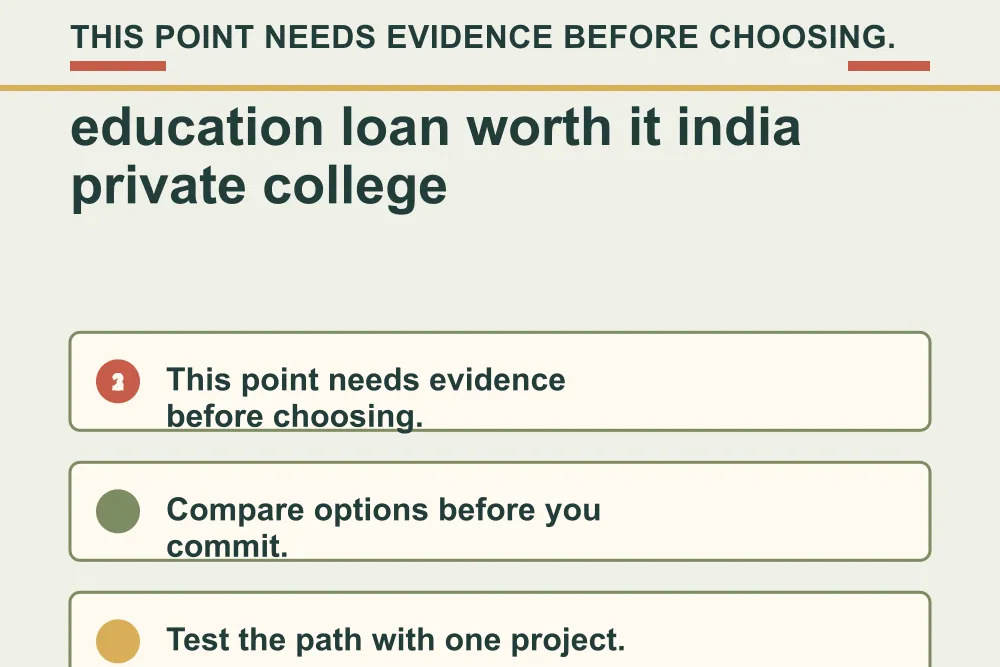 THIS POINT NEEDS EVIDENCE BEFORE CHOOSING.
education loan worth it india
private college
This point needs evidence
before choosing.
Compare options before you
commit.
Test the path with one project.